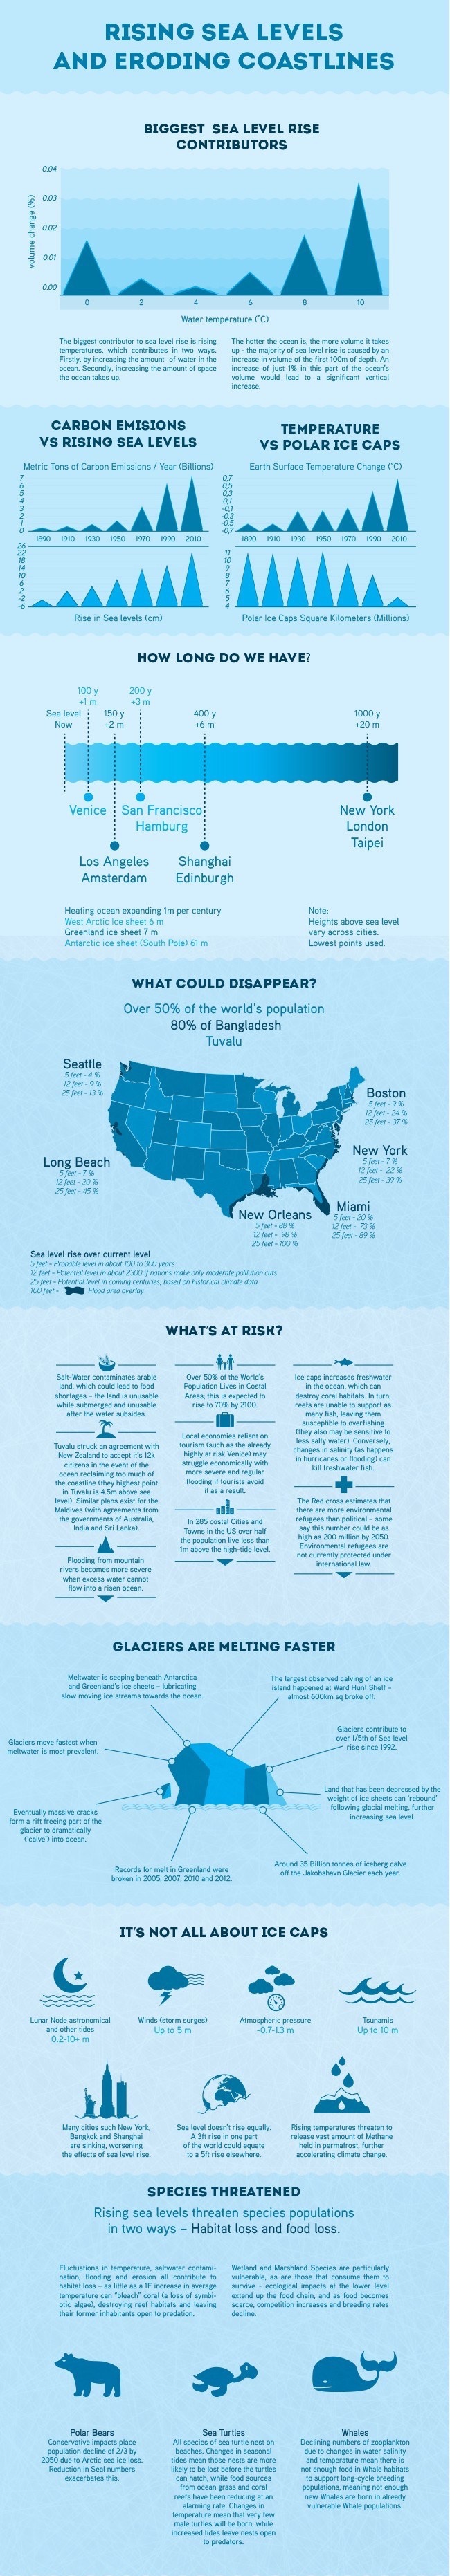 RISING SEA LEVELS
AND ERODING COASTLINES
BIGGEST SEA LEVEL RISE
CONTRIBUTORS
volume change (%)
0.04
0.03
0.02
0.01
0.00
0 2 4 6 8 10
Water temperature (°C)
The biggest contributor to sea level rise is rising
temperatures, which contributes in two ways.
Firstly, by increasing the amount of water in the
ocean. Secondly, increasing the amount of space
the ocean takes up.
The hotter the ocean is, the more volume it takes
up - the majority of sea level rise is caused by an
increase in volume of the first 100m of depth. An
increase of just 1% in this part of the ocean's
volume would lead to a significant vertical
increase.
CARBON EMISIONS
VS RISING SEA LEVELS
Metric Tons of Carbon Emissions / Year (Billions)
7
6
5
4
3
2
1
0
1890 1910 1930 1950 1970 1990 2010
26
22
18
14
10
6
2
-2
-6
Rise in Sea levels (cm)
TEMPERATURE
VS POLAR ICE CAPS
Earth Surface Temperature Change (°C)
0,7
0,5
0,3
0,1
-0,1
-0,3
-0,5
-0,7
1890 1910 1930 1950 1970 1990 2010
11
10
9
8
7
6
5
4
Polar Ice Caps Square Kilometers (Millions)
HOW LONG DO WE HAVE?
Sea level
Now
100 y
+1 m
150 y
+2 m
200 y
+3 m
400 y
+6 m
1000 y
+20 m
Venice
San Francisco
Hamburg
New York
London
Taipei
Los Angeles
Amsterdam
Shanghai
Edinburgh
Heating ocean expanding 1m per century
West Arctic Ice sheet 6 m
Greenland ice sheet 7 m
Antarctic ice sheet (South Pole) 61 m
Note:
Heights above sea level
vary across cities.
Lowest points used.
WHAT COULD DISAPPEAR?
Over 50% of the world's population
80% of Bangladesh
Tuvalu
Seattle
5 feet - 4 %
12 feet - 9 %
25 feet - 13 %
Boston
5 feet - 9 %
12 feet - 24 %
25 feet - 37 %
Long Beach
5 feet - 7 %
12 feet - 20 %
25 feet - 45 %
New York
5 feet - 7 %
12 feet - 22 %
25 feet - 39 %
New Orleans
5 feet - 88 %
12 feet - 98 %
25 feet - 100 %
Miami
5 feet - 20 %
12 feet - 73 %
25 feet - 89 %
Sea level rise over current level
5 feet - Probable level in about 100 to 300 years
12 feet - Potential level in about 2300 if nations make only moderate pollution cuts
25 feet - Potential level in coming centuries, based on historical climate data
100 feet - Flood area overlay
WHAT'S AT RISK?
Salt-Water contaminates arable
land, which could lead to food
shortages – the land is unusable
while submerged and unusable
after the water subsides.
Tuvalu struck an agreement with
New Zealand to accept it's 12k
citizens in the event of the
ocean reclaiming too much of
the coastline (they highest point
in Tuvalu is 4.5m above sea
level). Similar plans exist for the
Maldives (with agreements from
the governments of Australia,
India and Sri Lanka).
Flooding from mountain
rivers becomes more severe
when excess water cannot
flow into a risen ocean.
Over 50% of the World's
Population Lives in Costal
Areas; this is expected to
rise to 70% by 2100.
Local economies reliant on
tourism (such as the already
highly at risk Venice) may
struggle economically with
more severe and regular
flooding if tourists avoid
it as a result.
In 285 costal Cities and
Towns in the US over half
the population live less than
1m above the high-tide level.
Ice caps increases freshwater
in the ocean, which can
destroy coral habitats. In turn,
reefs are unable to support as
many fish, leaving them
susceptible to overfishing
(they also may be sensitive to
less salty water). Conversely,
changes in salinity (as happens
in hurricanes or flooding) can
kill freshwater fish.
The Red cross estimates that
there are more environmental
refugees than political – some
say this number could be as
high as 200 million by 2050.
Environmental refugees are
not currently protected under
international law.
GLACIERS ARE MELTING FASTER
Meltwater is seeping beneath Antarctica
and Greenland's ice sheets – lubricating
slow moving ice streams towards the ocean.
The largest observed calving of an ice
island happened at Ward Hunt Shelf –
almost 600km sq broke off.
Glaciers move fastest when
meltwater is most prevalent.
Glaciers contribute to
over 1/5th of Sea level
rise since 1992.
Land that has been depressed by the
weight of ice sheets can 'rebound'
following glacial melting, further
increasing sea level.
Eventually massive cracks
form a rift freeing part of the
glacier to dramatically
('calve') into ocean.
Records for melt in Greenland were
broken in 2005, 2007, 2010 and 2012.
Around 35 Billion tonnes of iceberg calve
off the Jakobshavn Glacier each year.
IT'S NOT ALL ABOUT ICE CAPS
Lunar Node astronomical
and other tides
0.2-10+ m
Winds (storm surges)
Up to 5 m
Atmospheric pressure
-0.7-1.3 m
Tsunamis
Up to 10 m
Many cities such New York,
Bangkok and Shanghai
are sinking, worsening
the effects of sea level rise.
Sea level doesn't rise equally.
A 3ft rise in one part
of the world could equate
to a 5ft rise elsewhere.
Rising temperatures threaten to
release vast amount of Methane
held in permafrost, further
accelerating climate change.
SPECIES THREATENED
Rising sea levels threaten species populations
in two ways – Habitat loss and food loss.
Fluctuations in temperature, saltwater contami-
nation, flooding and erosion all contribute to
habitat loss – as little as a 1F increase in average
temperature can "bleach" coral (a loss of symbi-
otic algae), destroying reef habitats and leaving
their former inhabitants open to predation.
Wetland and Marshland Species are particularly
vulnerable, as are those that consume them to
survive - ecological impacts at the lower level
extend up the food chain, and as food becomes
scarce, competition increases and breeding rates
decline.
Polar Bears
Conservative impacts place
population decline of 2/3 by
2050 due to Arctic sea ice loss.
Reduction in Seal numbers
exacerbates this.
Sea Turtles
All species of sea turtle nest on
beaches. Changes in seasonal
tides mean those nests are more
likely to be lost before the turtles
can hatch, while food sources
from ocean grass and coral
reefs have been reducing at an
alarming rate. Changes in
temperature mean that very few
male turtles will be born, while
increased tides leave nests open
to predators.
Whales
Declining numbers of zooplankton
due to changes in water salinity
and temperature mean there is
not enough food in Whale habitats
to support long-cycle breeding
populations, meaning not enough
new Whales are born in already
vulnerable Whale populations.